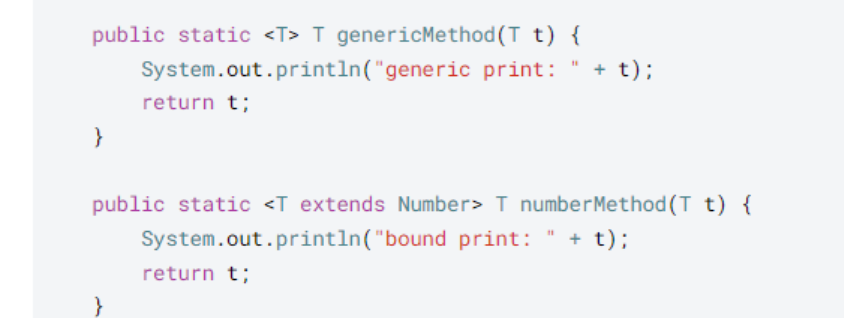 public static <T> T genericMethod(T t) {
    System.out.println("generic print: " + t);
    return t;
}
public static <T extends Number> T numberMethod(T t) {
    System.out.println("bound print: " + t);
    return t;
}